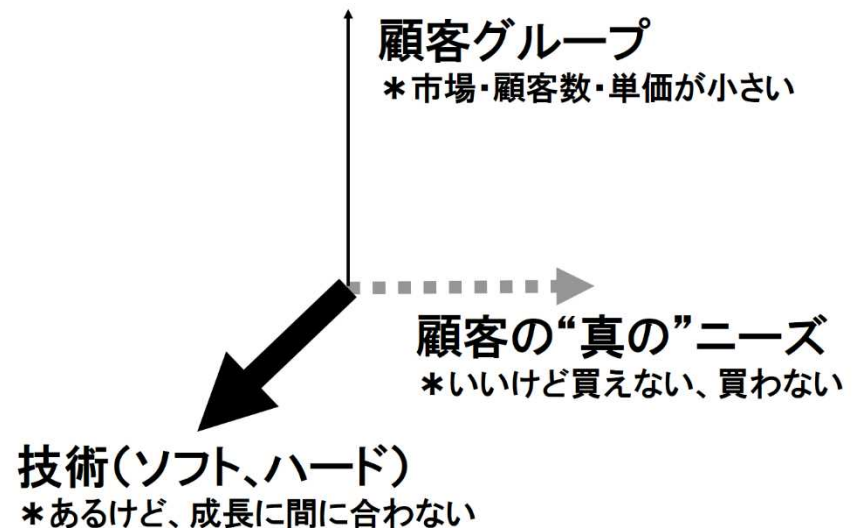 顧客グループ
＊市場・顧客数・単価が小さい
顧客の“真の”ニーズ
＊いいけど買えない、買わない
技術(ソフト、ハード)
＊あるけど、成長に間に合わない